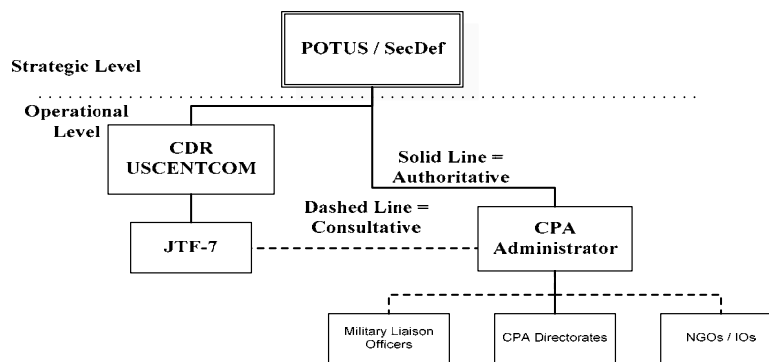 POTUS / SecDef
Strategic Level
Operational
Level
CDR
USCENTCOM
Solid Line =
Authoritative
Dashed Line =
Consultative
JTF-7
CPA
Administrator
Military Liaison
Officers
CPA Directorates
NGOs / IOs